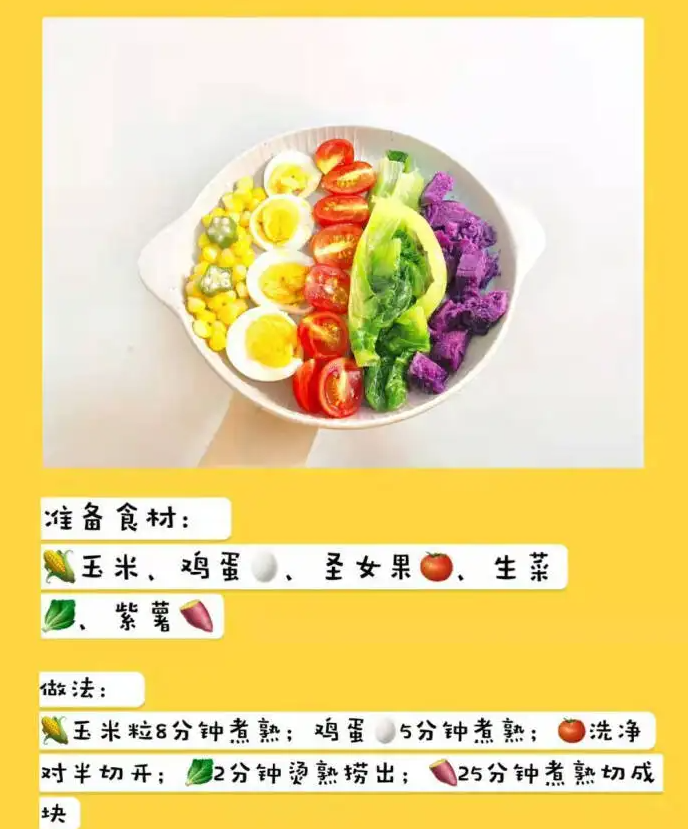 准备食材：
🌽玉米、鸡蛋🥚、圣女果🍅、生菜
🥬、紫薯🍠
做法：
🌽玉米粒8分钟煮熟；鸡蛋🥚5分钟煮熟；🍅洗净
对半切开；🥬2分钟烫熟捞出；🍠25分钟煮熟切成
块